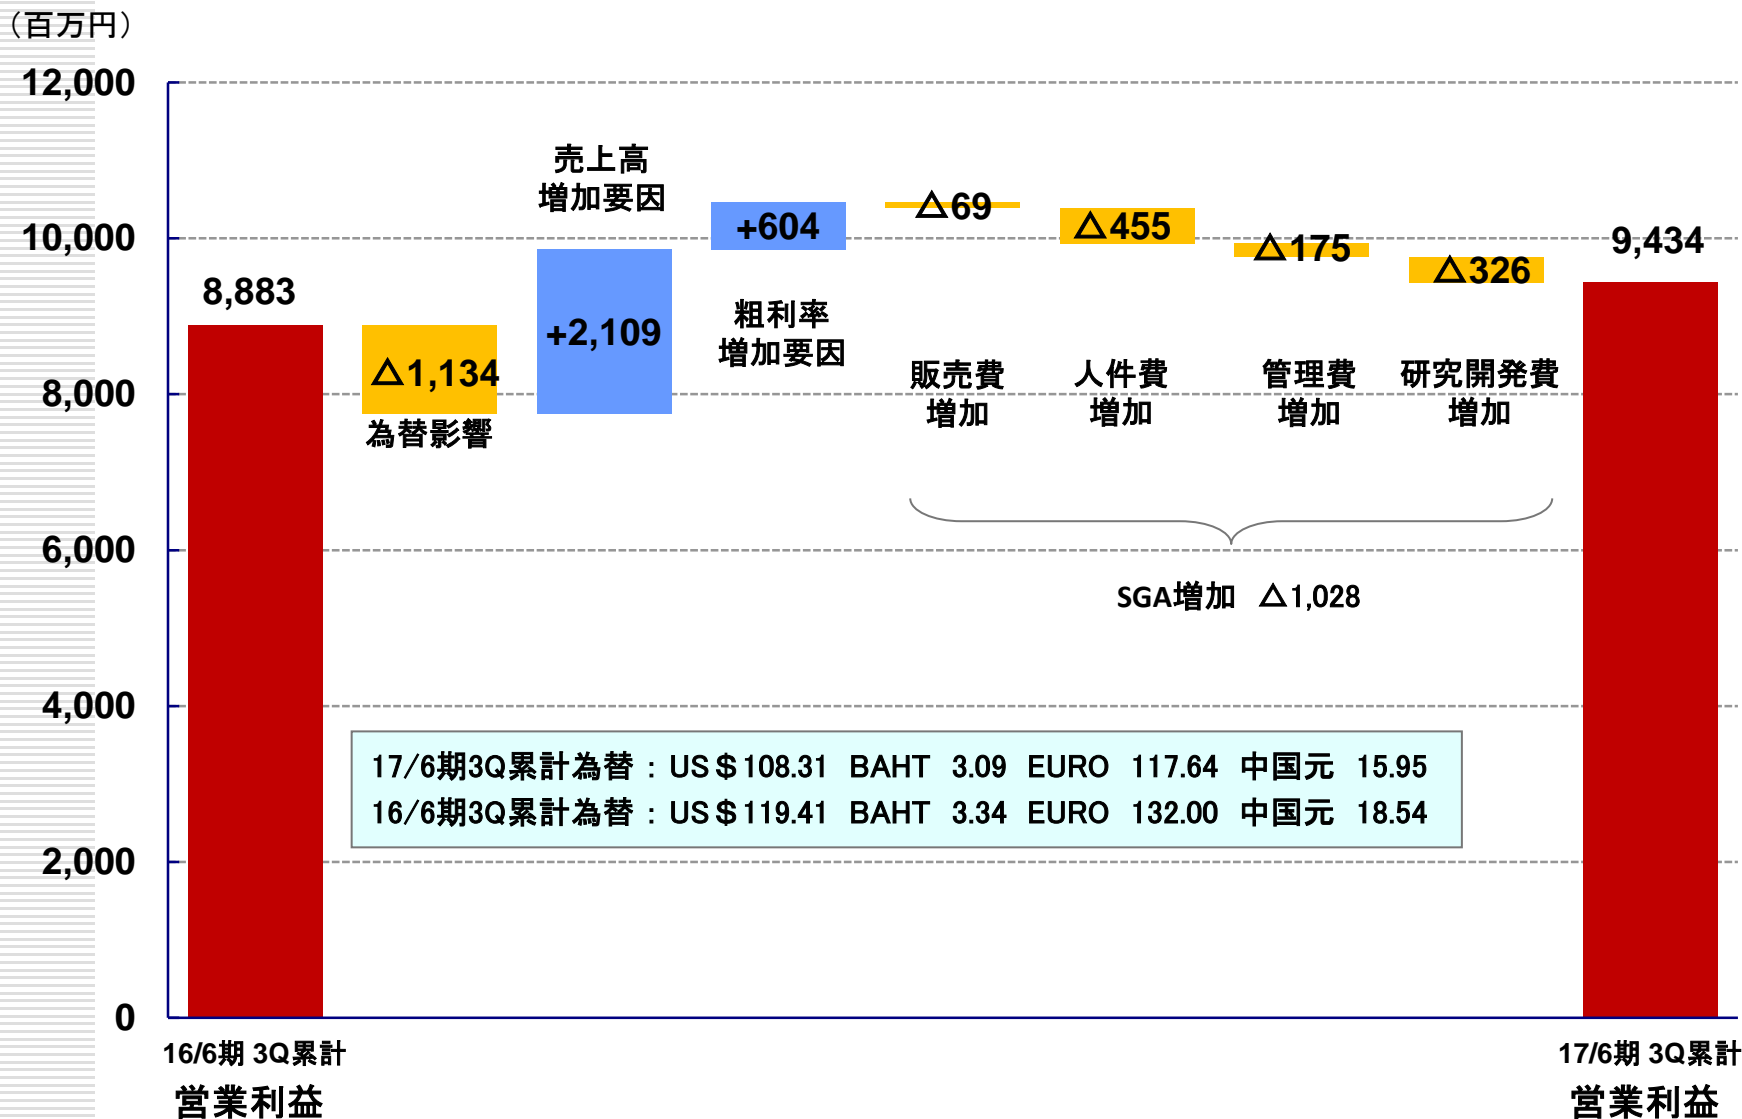 （百万円）
12,000
10,000
8,000
6,000
4,000
2,000
0
8,883
△1,134
為替影響
売上高
増加要因
+2,109
+604
粗利率
増加要因
△69
販売費
増加
△455
人件費
増加
△175
管理費
増加
△326
研究開発費
増加
9,434
SGA増加 △1,028
17/6期3Q累計為替：US＄108.31 BAHT 3.09 EURO 117.64 中国元 15.95
16/6期3Q累計為替：US＄119.41 BAHT 3.34 EURO 132.00 中国元 18.54
16/6期 3Q累計
営業利益
17/6期 3Q累計
営業利益